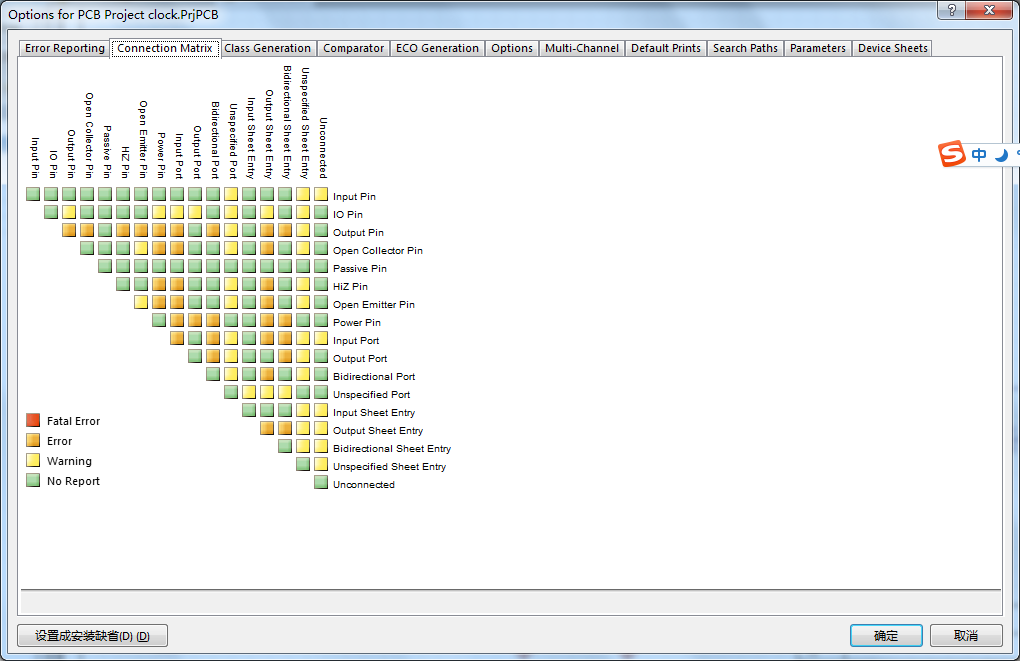 Options for PCB Project clock.PrjPCB
?
Error Reporting
Connection Matrix
Class Generation
Comparator
ECO Generation
Options
Multi-Channel
Default Prints
Search Paths
Parameters
Device Sheets
Input Pin
IO Pin
Output Pin
Open Collector Pin
Passive Pin
HiZ Pin
Open Emitter Pin
Power Pin
Input Port
Output Port
Bidirectional Port
Unspecified Port
Input Sheet Entry
Output Sheet Entry
Bidirectional Sheet Entry
Unspecified Sheet Entry
Unconnected
S 中
Input Pin
IO Pin
Output Pin
Open Collector Pin
Passive Pin
HiZ Pin
Open Emitter Pin
Power Pin
Input Port
Output Port
Bidirectional Port
Unspecified Port
Input Sheet Entry
Output Sheet Entry
Bidirectional Sheet Entry
Unspecified Sheet Entry
Unconnected
Fatal Error
Error
Warning
No Report
设置成安装缺省(D) (D)
确定
取消